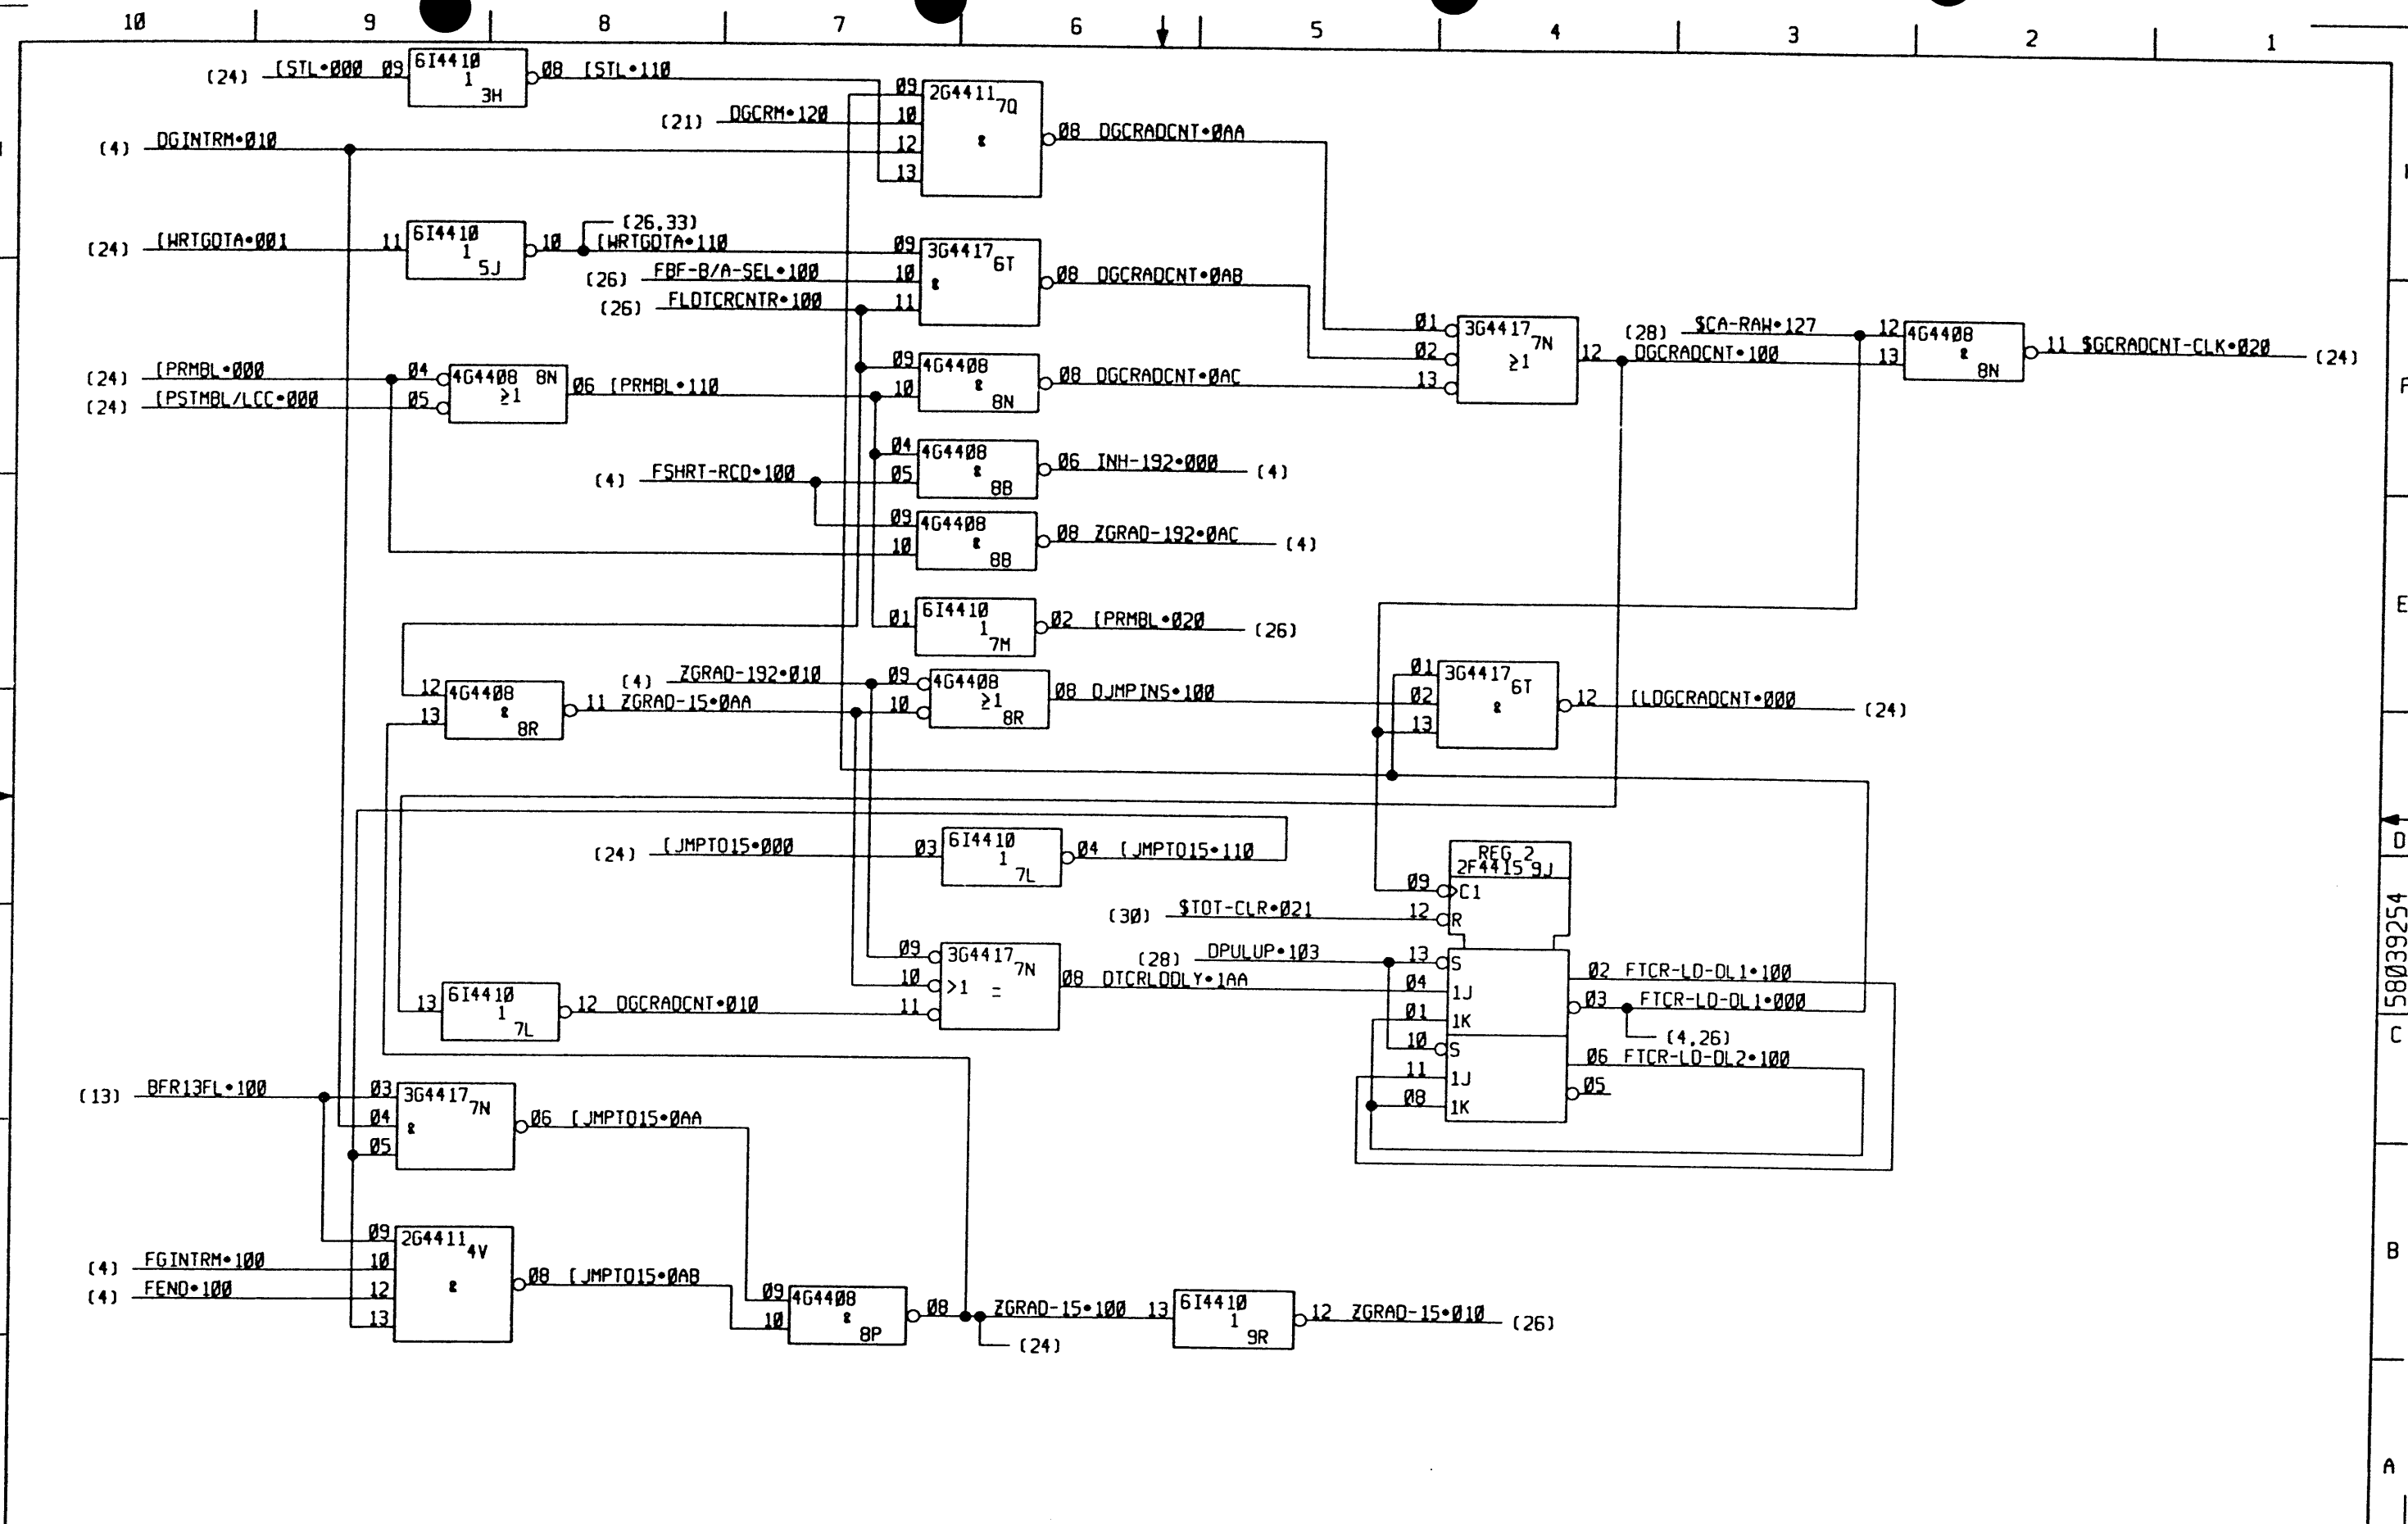 10 9 8 7 6 5 4 3 2 1
(24) [STL•000 09 6I4410 1 3H 08 [STL•110
09 2G4411 7Q
(21) DGCRM•120 10
(4) DGINTRM•010 12 & 08 DGCRADCNT•0AA
13
(26,33)
(24) [WRTGDTA•001 11 6I4410 1 5J 10 [WRTGDTA•110 09 3G4417 6T
(26) FBF-B/A-SEL•100 10 & 08 DGCRADCNT•0AB
(26) FLDTCRCNTR•100 11
01 3G4417 7N
02 ≥1 12 DGCRADCNT•100
13
(28) $CA-RAW•127 12 4G4408 & 8N 11 $GCRADCNT-CLK•020 (24)
13
(24) [PRMBL•000 04 4G4408 8N ≥1 06 [PRMBL•110
(24) [PSTMBL/LCC•000 05
09 4G4408 & 8N 08 DGCRADCNT•0AC
10
F
04 4G4408 & 8B 06 INH-192•000 (4)
(4) FSHRT-RCD•100 05
09 4G4408 & 8B 08 ZGRAD-192•0AC (4)
10
01 6I4410 1 7M 02 [PRMBL•020 (26)
E
12 4G4408 & 8R 11 ZGRAD-15•0AA
13
(4) ZGRAD-192•010 09 4G4408 ≥1 8R 08 DJMPINS•100
10
01 3G4417 6T
02 & 12 [LDGCRADCNT•000 (24)
13
(24) [JMPTO15•000 03 6I4410 1 7L 04 [JMPTO15•110
D
REG 2
2F4415 9J
09 C1
(30) $TOT-CLR•021 12 R
58039254
(28) DPULUP•103 13 S
09 3G4417 7N
10 >1 = 08 DTCRLDDLY•1AA 04 1J 02 FTCR-LD-DL1•100
11
13 6I4410 1 7L 12 DGCRADCNT•010
01 1K 03 FTCR-LD-DL1•000
(4,26)
C
10 S 06 FTCR-LD-DL2•100
11 1J 05
08 1K
(13) BFR13FL•100 03 3G4417 7N
04 & 06 [JMPTO15•0AA
05
09 2G4411 4V
(4) FGINTRM•100 10
(4) FEND•100 12 & 08 [JMPTO15•0AB
13
B
09 4G4408 & 8P 08 ZGRAD-15•100 13 6I4410 1 9R 12 ZGRAD-15•010 (26)
10
(24)
A